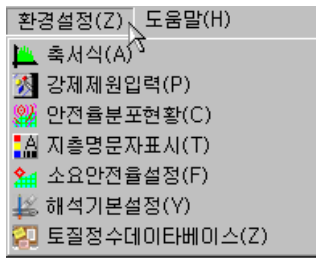 환경설정(Z) 도움말(H)
축서식(A)
강제제원입력(P)
안전율분포현황(C)
지층명문자표시(T)
소요안전율설정(F)
해석기본설정(Y)
토질정수데이타베이스(Z)